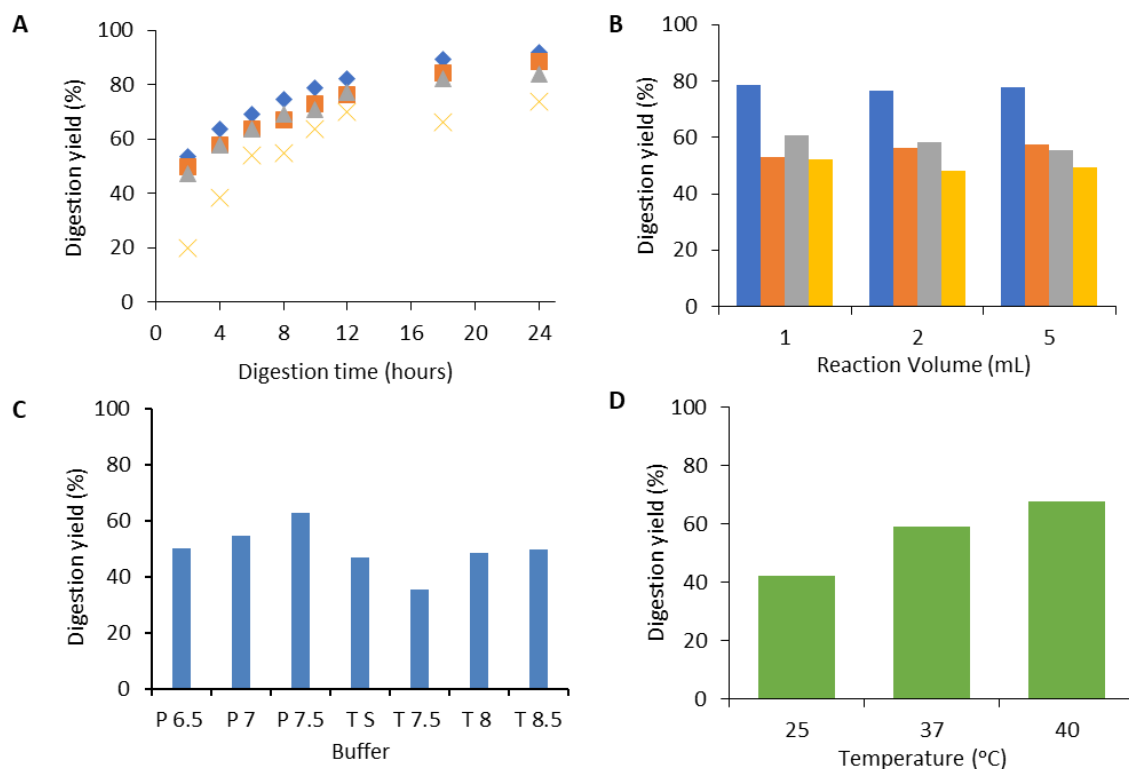 A
Digestion yield (%)
100
80
60
40
20
0
0 4 8 12 16 20 24
Digestion time (hours)
B
Digestion yield (%)
100
80
60
40
20
0
1 2 5
Reaction Volume (mL)
C
Digestion yield (%)
100
80
60
40
20
0
P 6.5 P 7 P 7.5 T S T 7.5 T 8 T 8.5
Buffer
D
Digestion yield (%)
100
80
60
40
20
0
25 37 40
Temperature (°C)